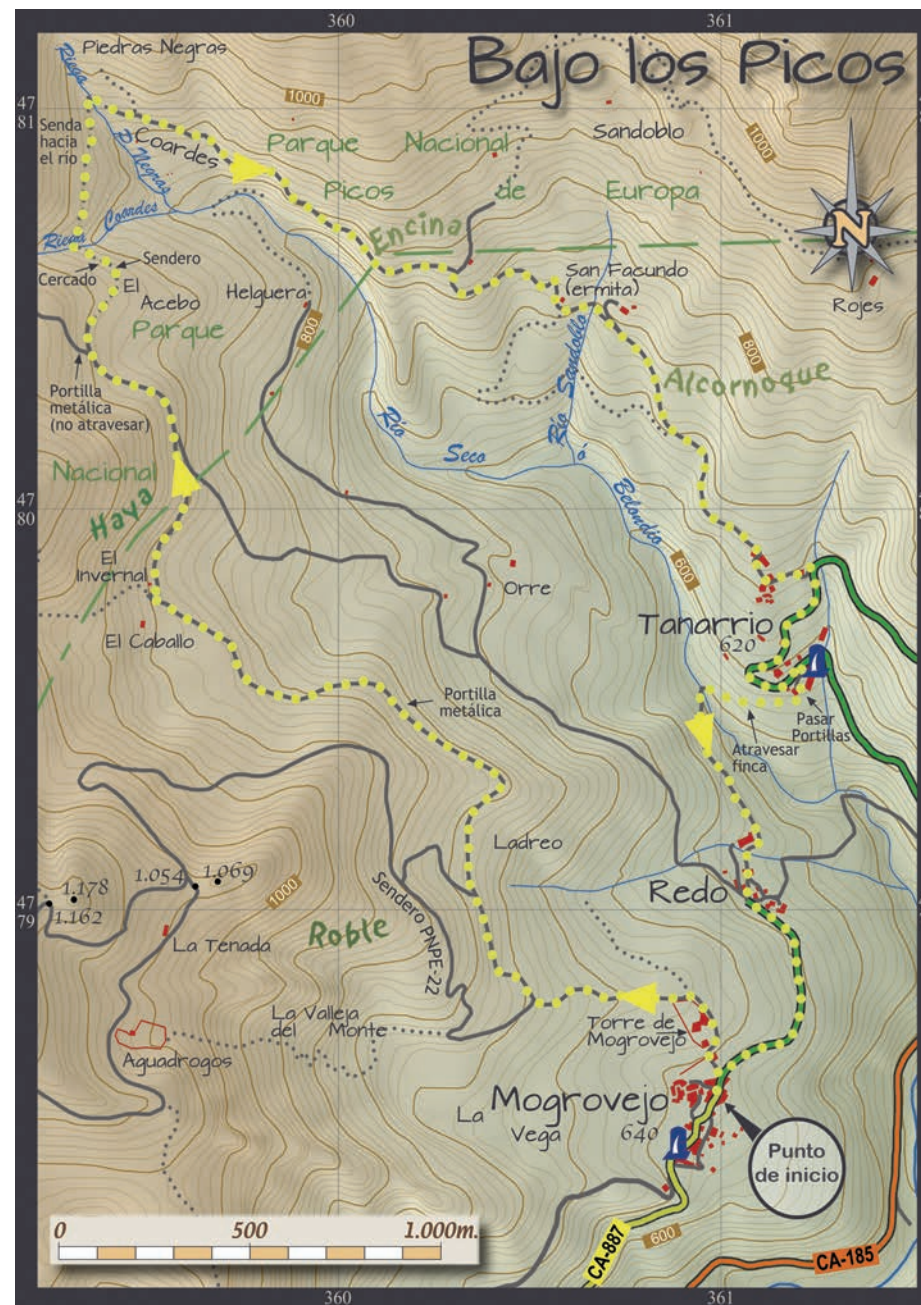 360
361
Bajo los Picos
Riega
Piedras Negras
47
81
1000
Senda
hacia
el río
Coardes
P. Negras
Parque Nacional
Picos de Europa
Sandoblo
1000
N
Riega Coardes
Encina
Cercado
Sendero
El
Acebo
Helguera
San Facundo
(ermita)
Rojes
Parque
800
800
Río Sandoblo
Alcornoque
Portilla
metálica
(no atravesar)
Río
Seco
ó
Belondio
Nacional
Haya
47
80
El
Invernal
600
Orre
Tanarrio
620
El Caballo
Portilla
metálica
Pasar
Portillas
Atravesar
finca
Ladreo
1.054
1.069
1.178
1.162
1000
Redo
47
79
Sendero PNPE-22
Roble
La Tenada
La Valleja
del Monte
Torre de
Mogrovejo
Aguadrogos
Mogrovejo
La
Vega
640
Punto
de inicio
0 500 1.000m.
CA-887
600
CA-185
360
361